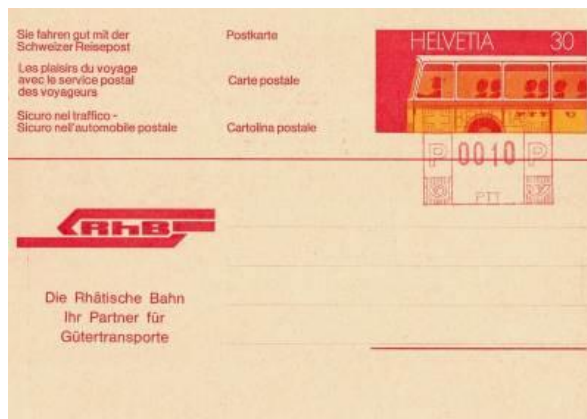 Sie fahren gut mit der
Schweizer Reisepost
Postkarte
Les plaisirs du voyage
avec le service postal
des voyageurs
Carte postale
Sicuro nel traffico -
Sicuro nell'automobile postale
Cartolina postale
HELVETIA 30
P 0010 P
PTT
RhB
Die Rhätische Bahn
Ihr Partner für
Gütertransporte